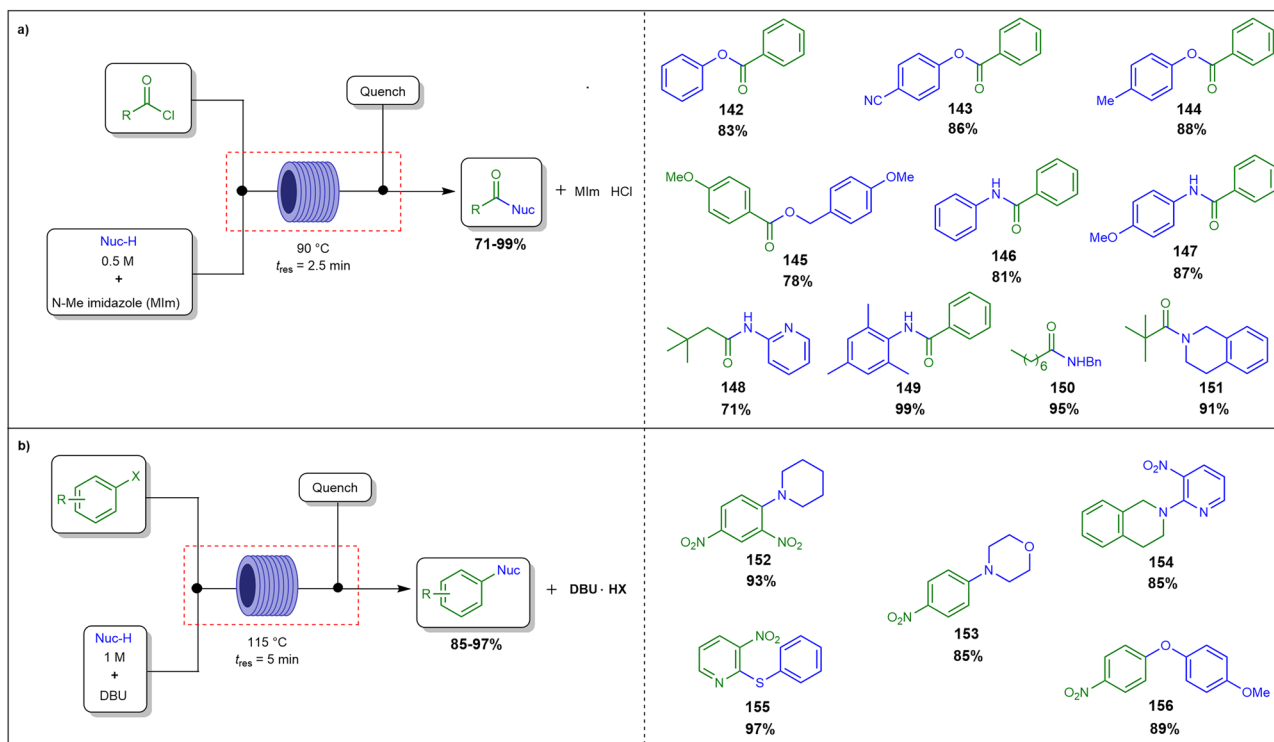 a)
O
R
Cl
Quench
Nuc-H
0.5 M
+
N-Me imidazole (MIm)
90 °C
t_res = 2.5 min
O
R
Nuc
71-99%
+ MIm HCl
O
O
142
83%
NC
O
O
143
86%
Me
O
O
144
88%
MeO
O
O
OMe
145
78%
H
N
O
146
81%
MeO
H
N
O
147
87%
H
N
O
N
148
71%
H
N
O
149
99%
O
( )6
NHBn
150
95%
O
N
151
91%
b)
R
X
Quench
Nuc-H
1 M
+
DBU
115 °C
t_res = 5 min
R
Nuc
85-97%
+ DBU · HX
N
O2N
NO2
152
93%
O
N
O2N
153
85%
NO2
N
N
154
85%
NO2
N
S
155
97%
O
O2N
OMe
156
89%